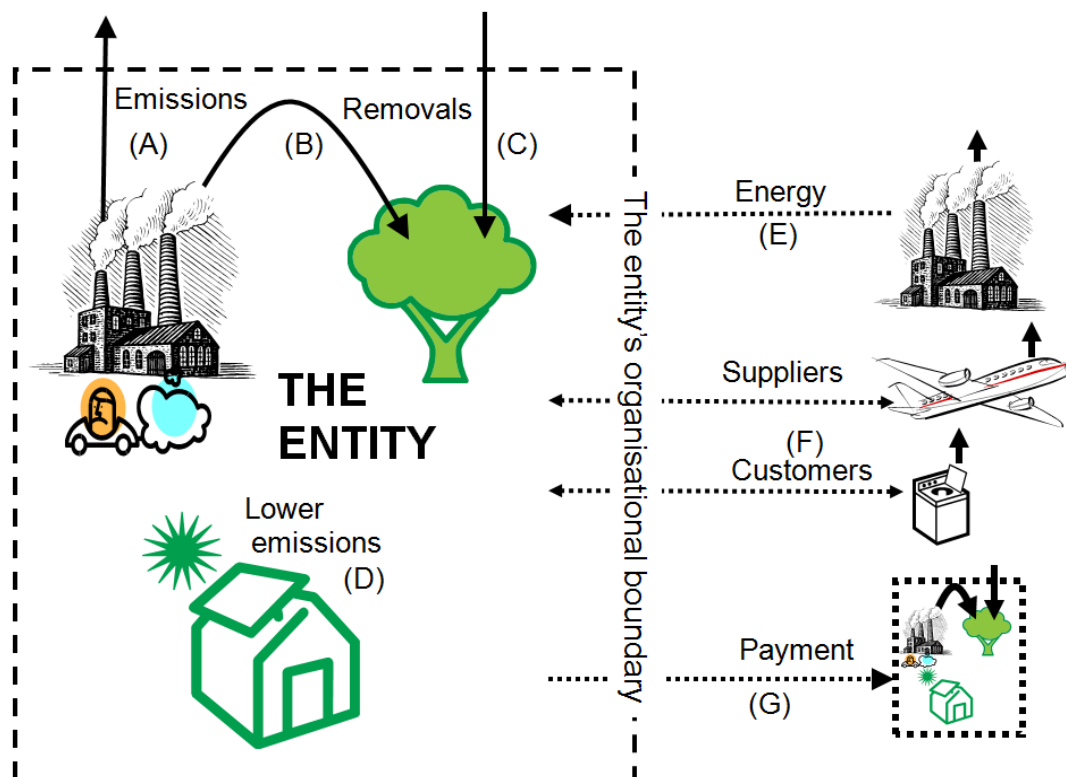 Emissions
(A)
(B)
Removals
(C)
THE
ENTITY
Lower
emissions
(D)
The entity’s organisational boundary
Energy
(E)
Suppliers
(F)
Customers
Payment
(G)